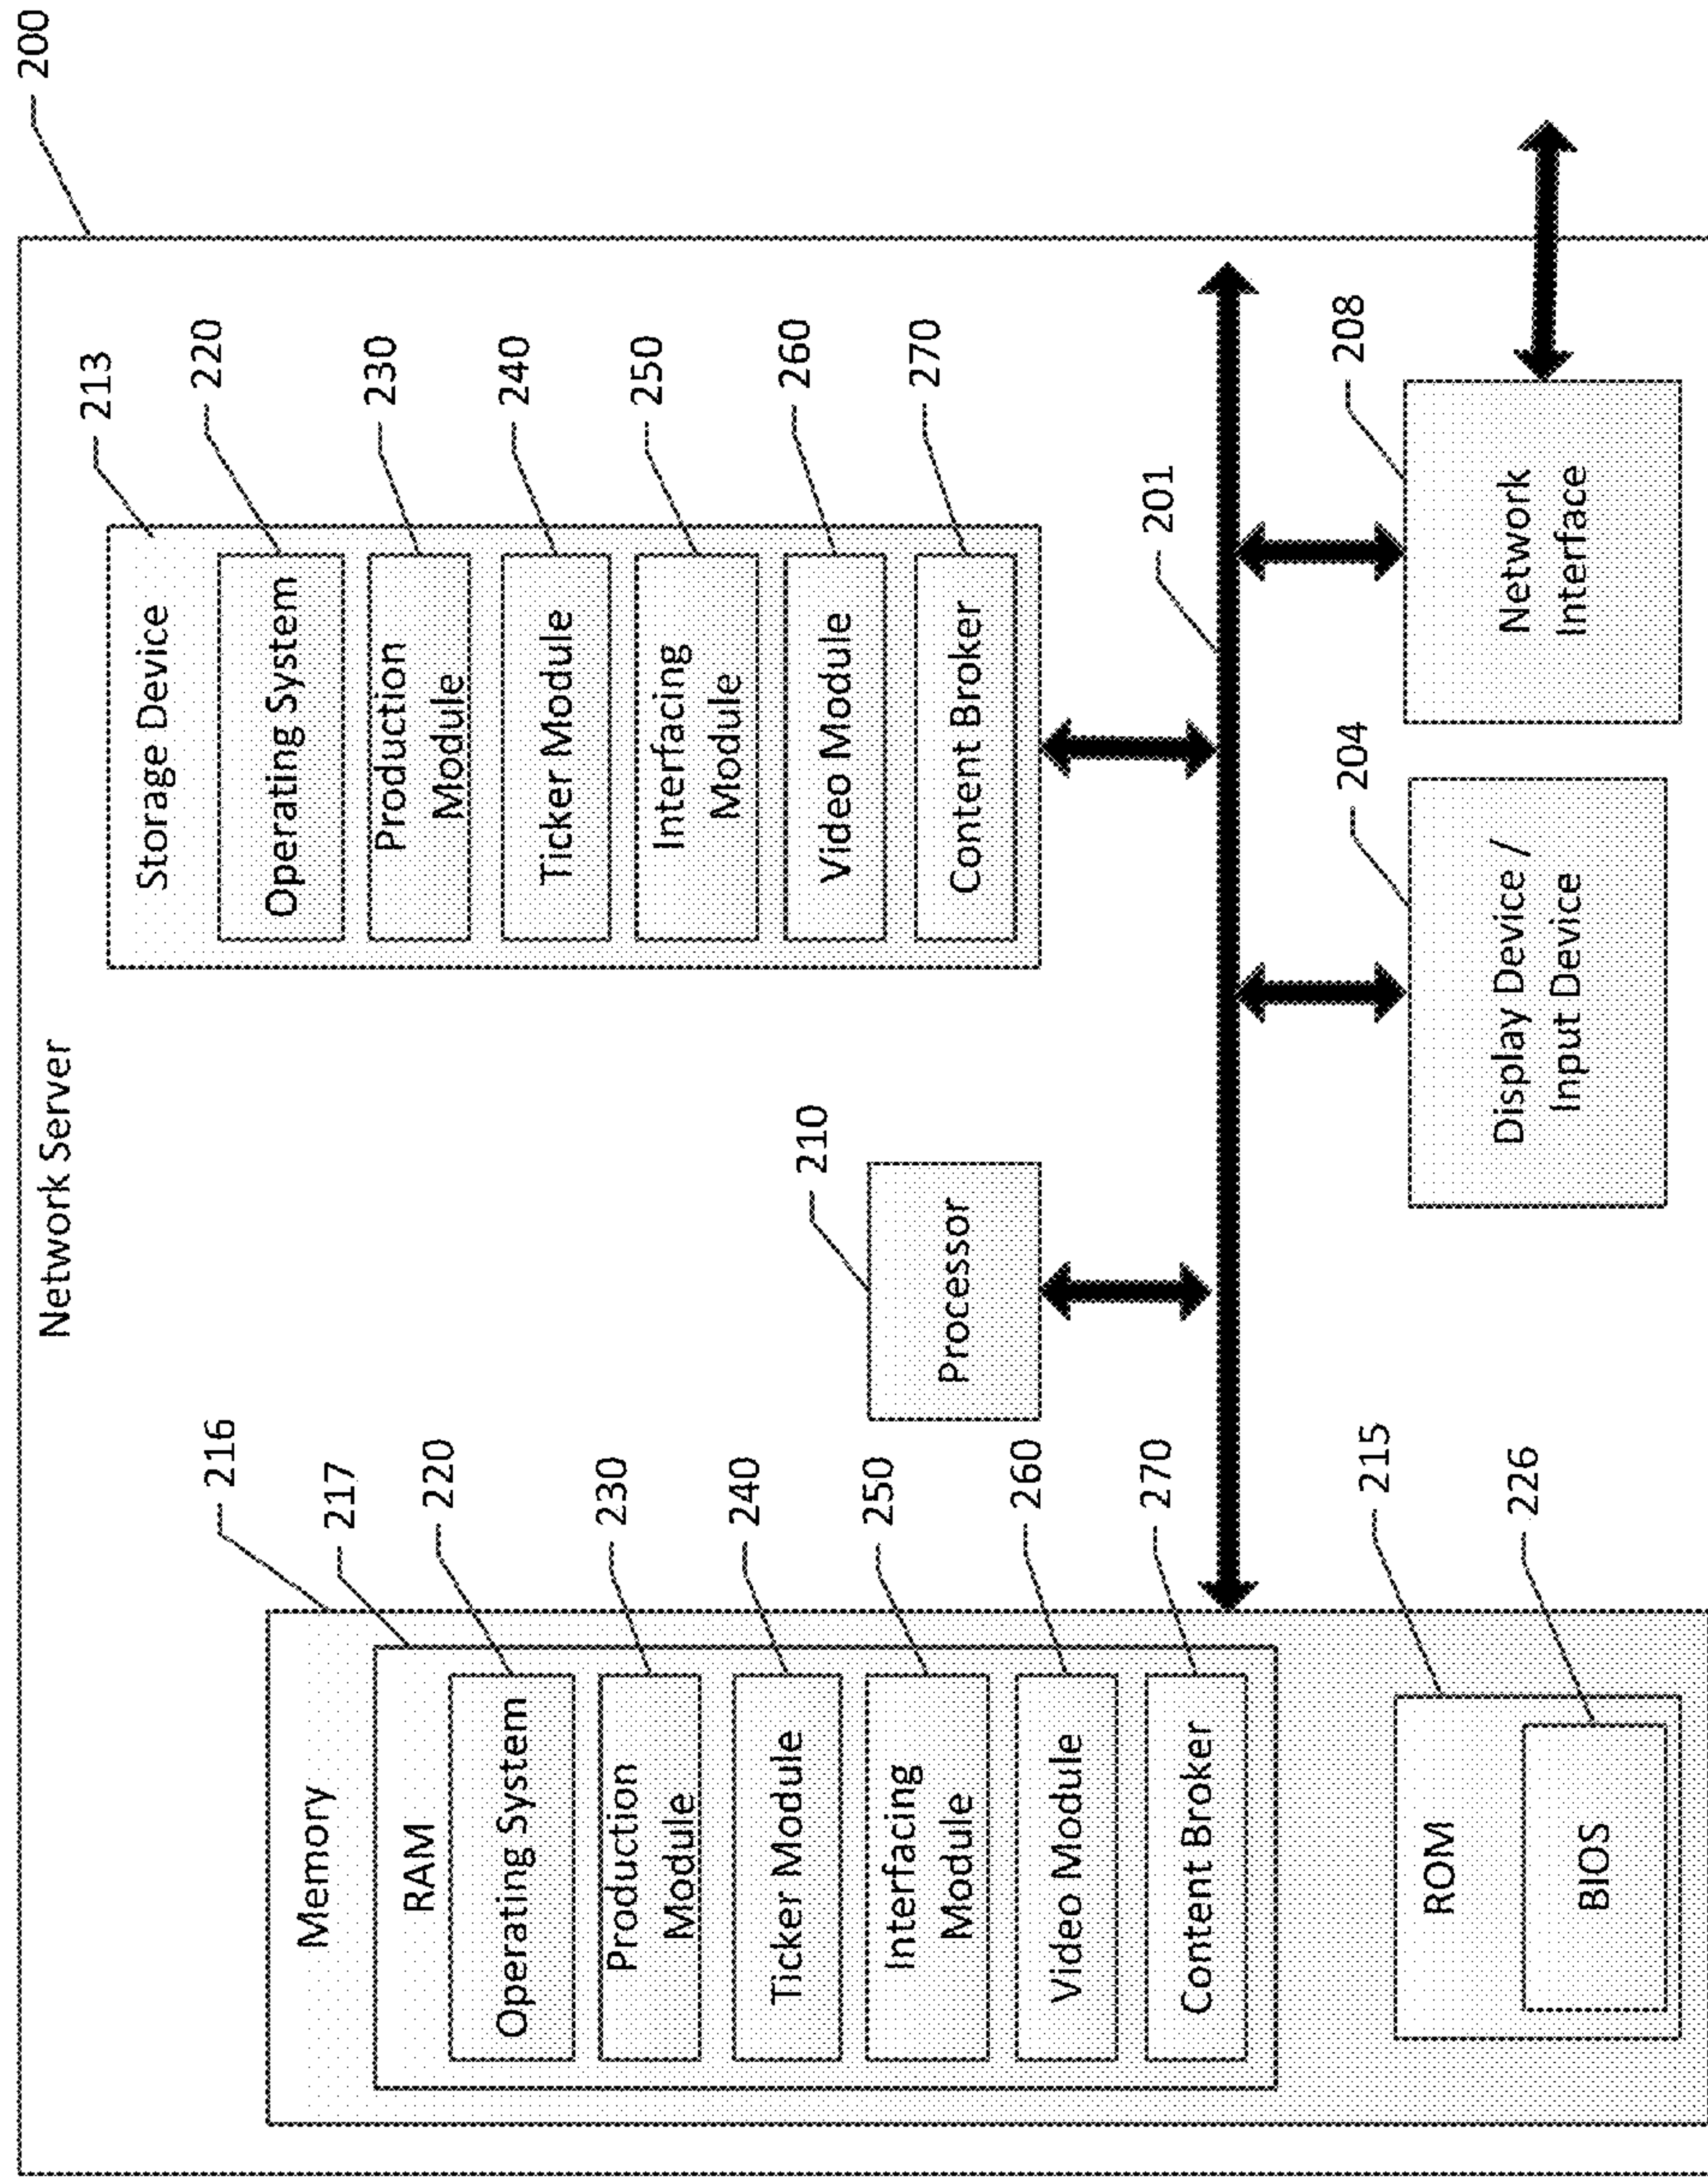 200
Network Server
Memory
216
RAM
217
Operating System
220
Production
Module
230
Ticker Module
240
Interfacing
Module
250
Video Module
260
Content Broker
270
ROM
215
BIOS
226
Processor
210
Storage Device
213
Operating System
220
Production
Module
230
Ticker Module
240
Interfacing
Module
250
Video Module
260
Content Broker
270
201
Display Device /
Input Device
204
Network
Interface
208